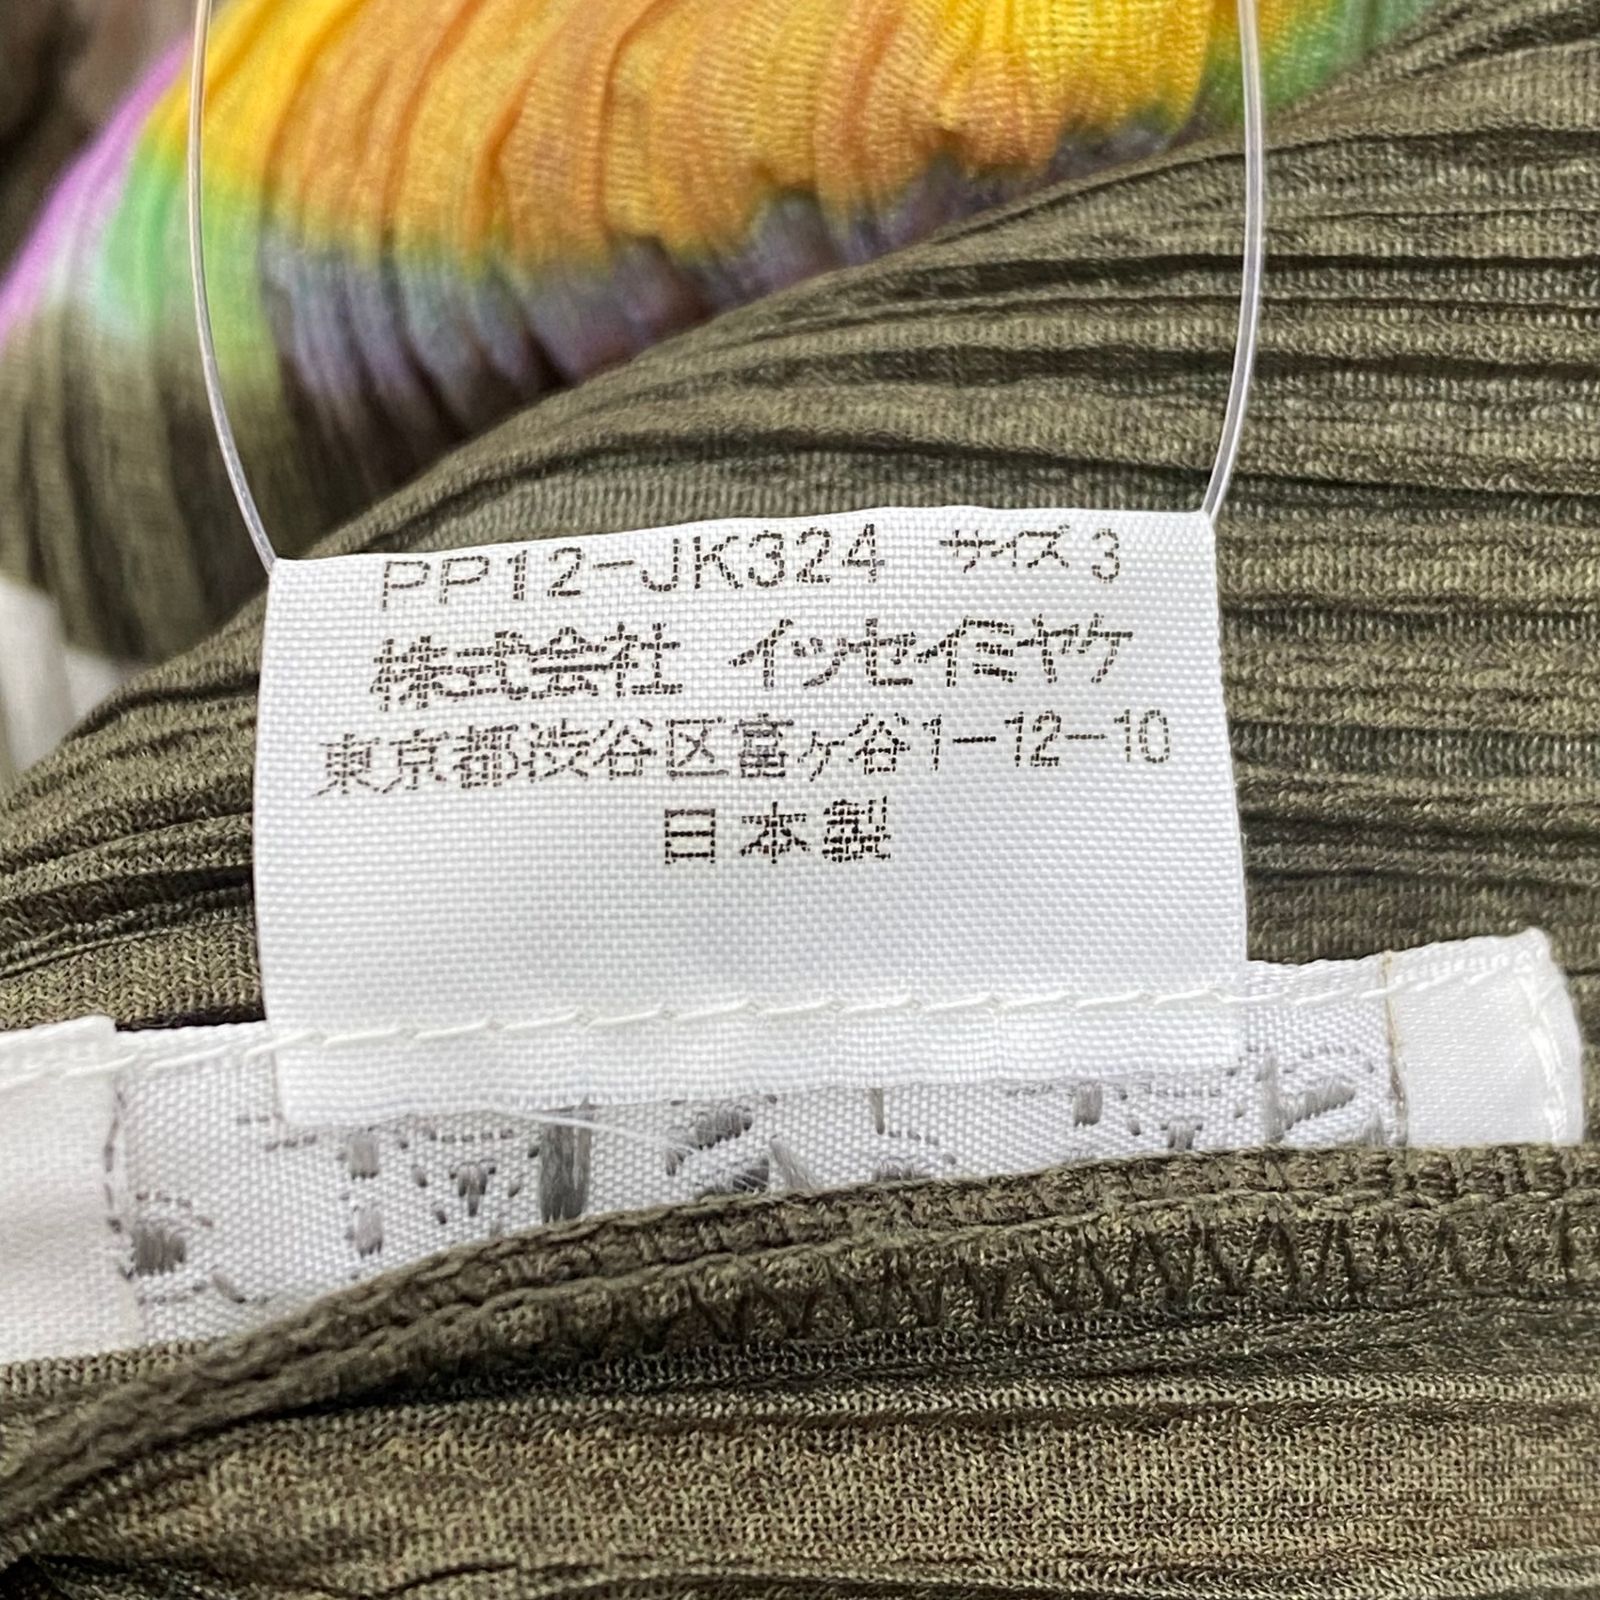 PP12-JK324 サイズ3
株式会社 イッセイミヤケ
東京都渋谷区富ヶ谷1-12-10
日本製